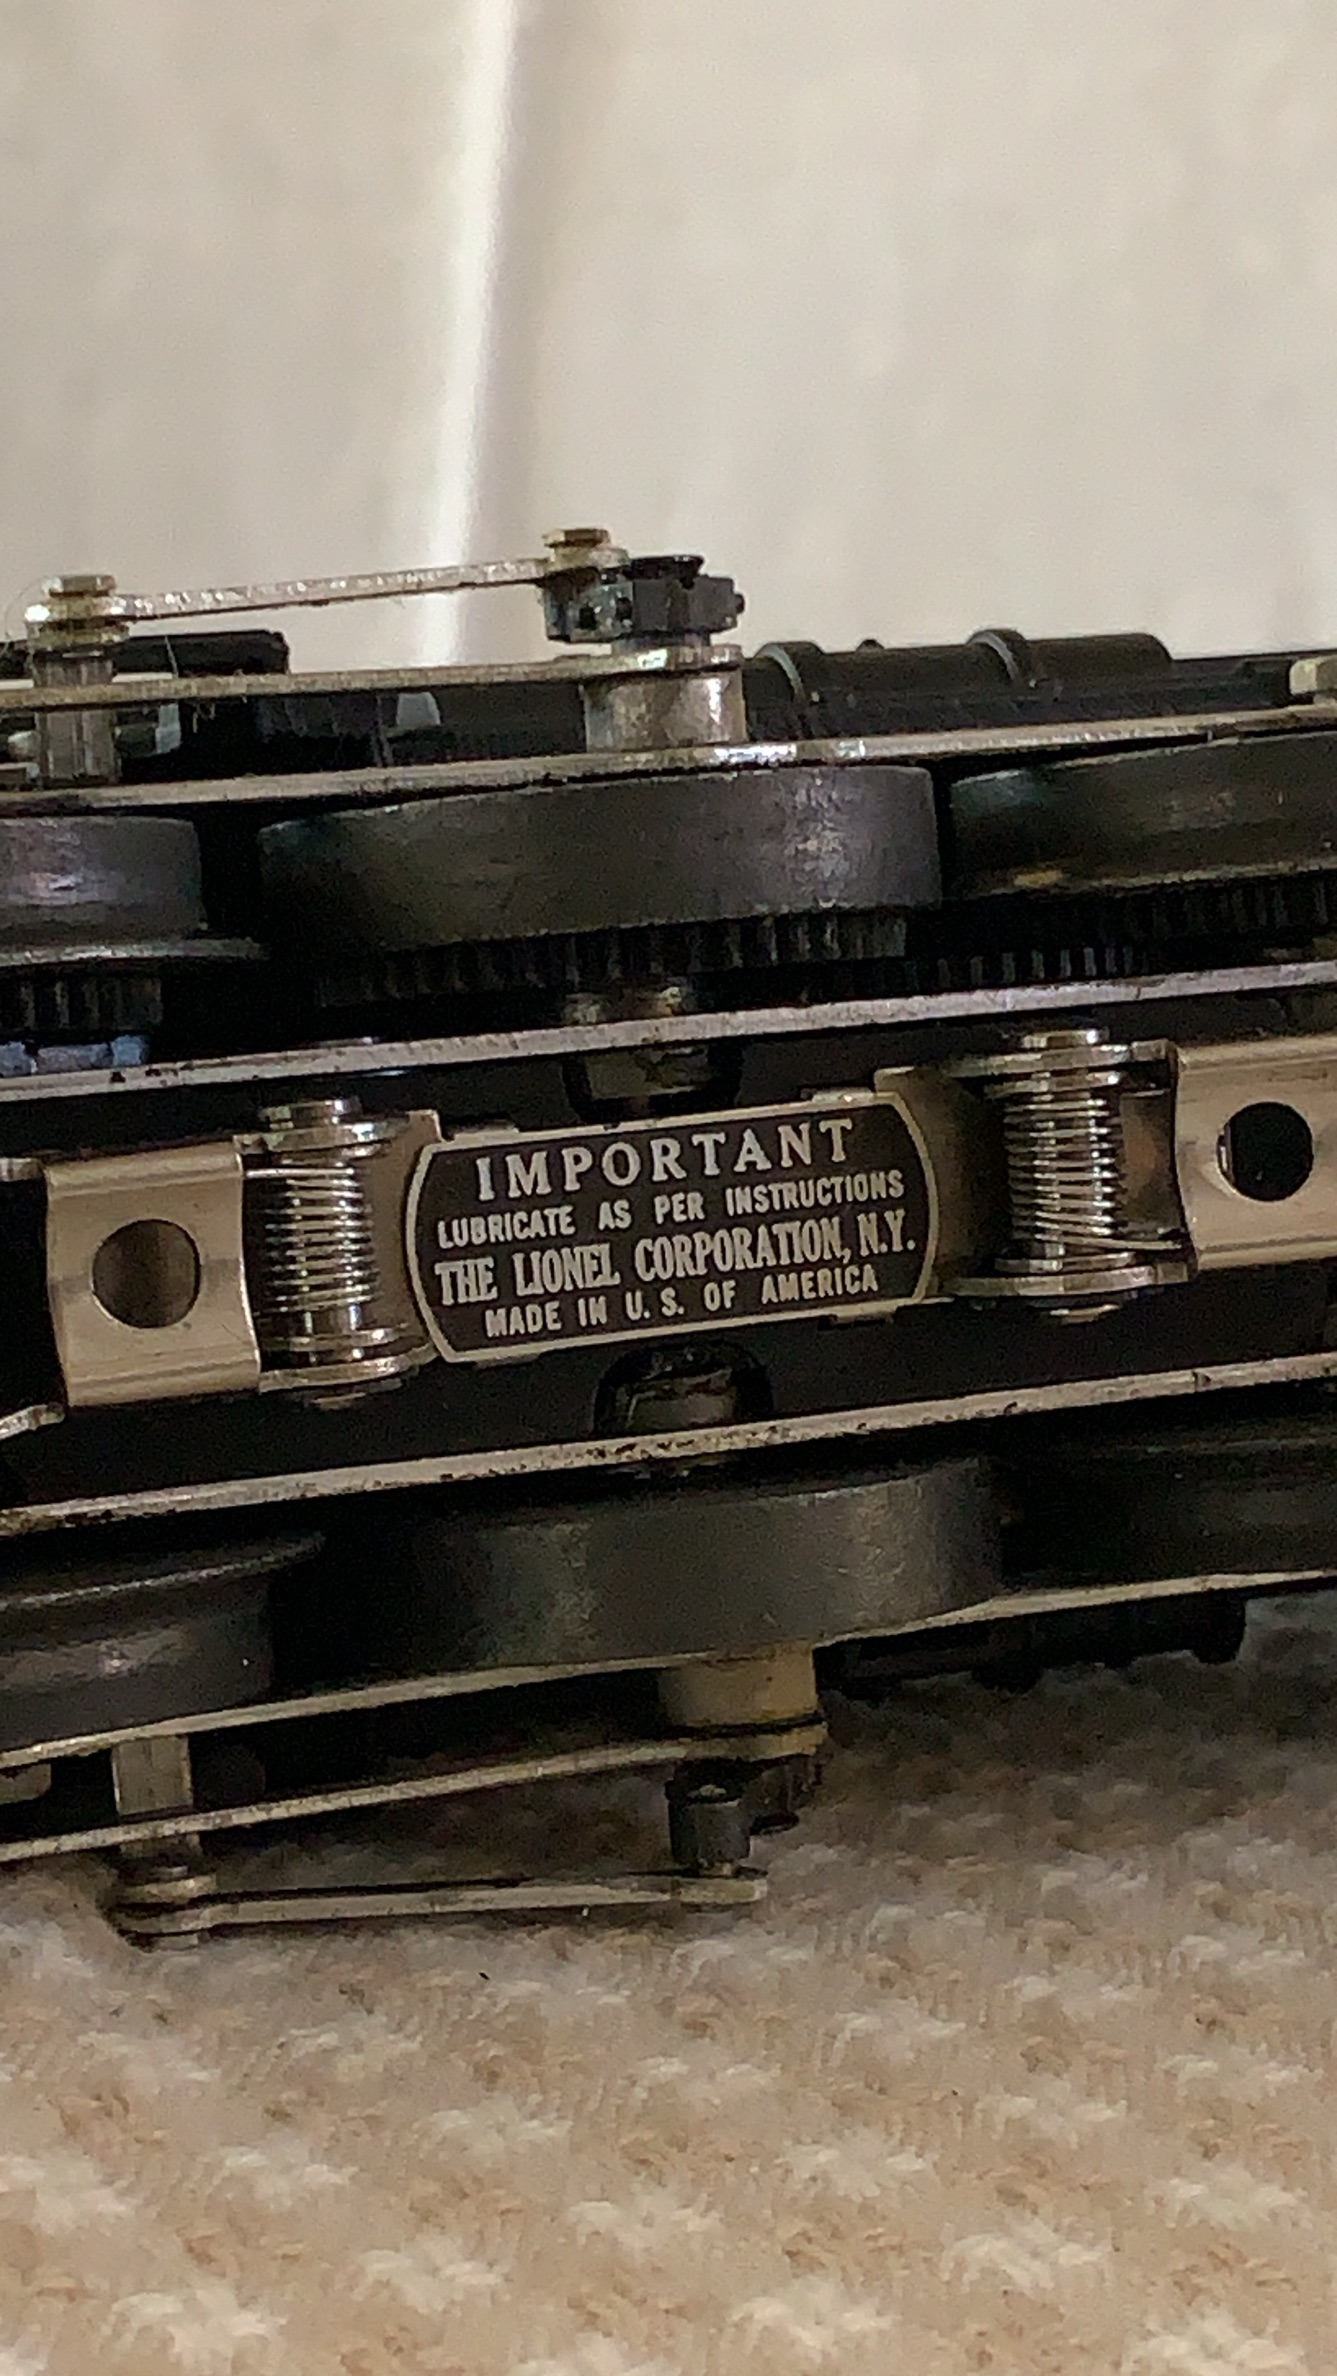 IMPORTANT
LUBRICATE AS PER INSTRUCTIONS
THE LIONEL CORPORATION, N.Y.
MADE IN U.S. OF AMERICA